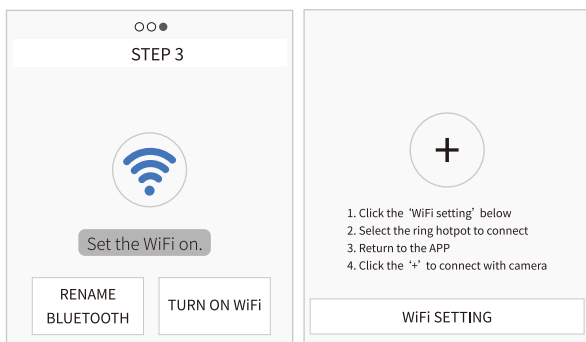 STEP 3
Set the WiFi on.
RENAME
BLUETOOTH
TURN ON WiFi
+
1. Click the ‘WiFi setting’ below
2. Select the ring hotpot to connect
3. Return to the APP
4. Click the ‘+’ to connect with camera
WiFi SETTING